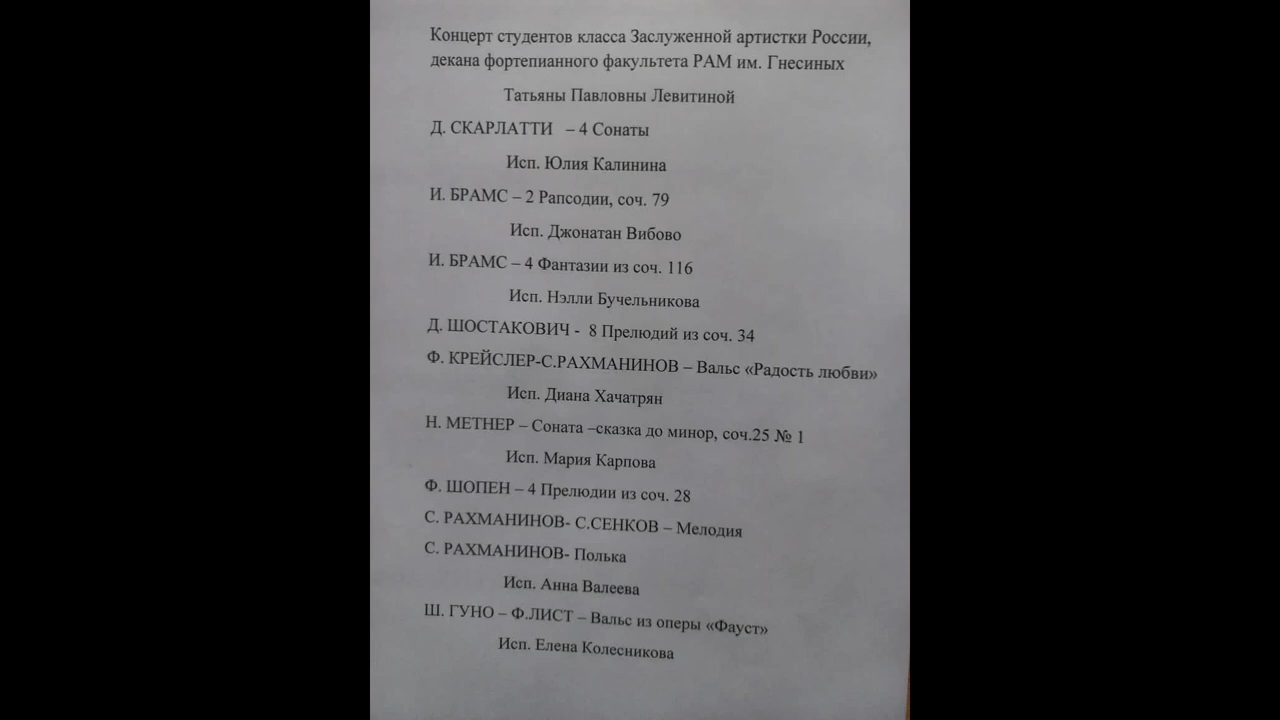 Концерт студентов класса Заслуженной артистки России,
декана фортепианного факультета РАМ им. Гнесиных
Татьяны Павловны Левитиной
Д. СКАРЛАТТИ – 4 Сонаты
Исп. Юлия Калинина
И. БРАМС – 2 Рапсодии, соч. 79
Исп. Джонатан Вибово
И. БРАМС – 4 Фантазии из соч. 116
Исп. Нэлли Бучельникова
Д. ШОСТАКОВИЧ - 8 Прелюдий из соч. 34
Ф. КРЕЙСЛЕР-С.РАХМАНИНОВ – Вальс «Радость любви»
Исп. Диана Хачатрян
Н. МЕТНЕР – Соната –сказка до минор, соч.25 № 1
Исп. Мария Карпова
Ф. ШОПЕН – 4 Прелюдии из соч. 28
С. РАХМАНИНОВ- С.СЕНКОВ – Мелодия
С. РАХМАНИНОВ- Полька
Исп. Анна Валеева
Ш. ГУНО – Ф.ЛИСТ – Вальс из оперы «Фауст»
Исп. Елена Колесникова